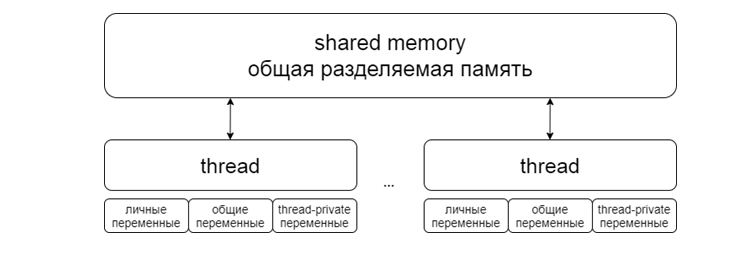 shared memory
общая разделяемая память
thread
thread
...
личные
переменные
общие
переменные
thread-private
переменные
личные
переменные
общие
переменные
thread-private
переменные